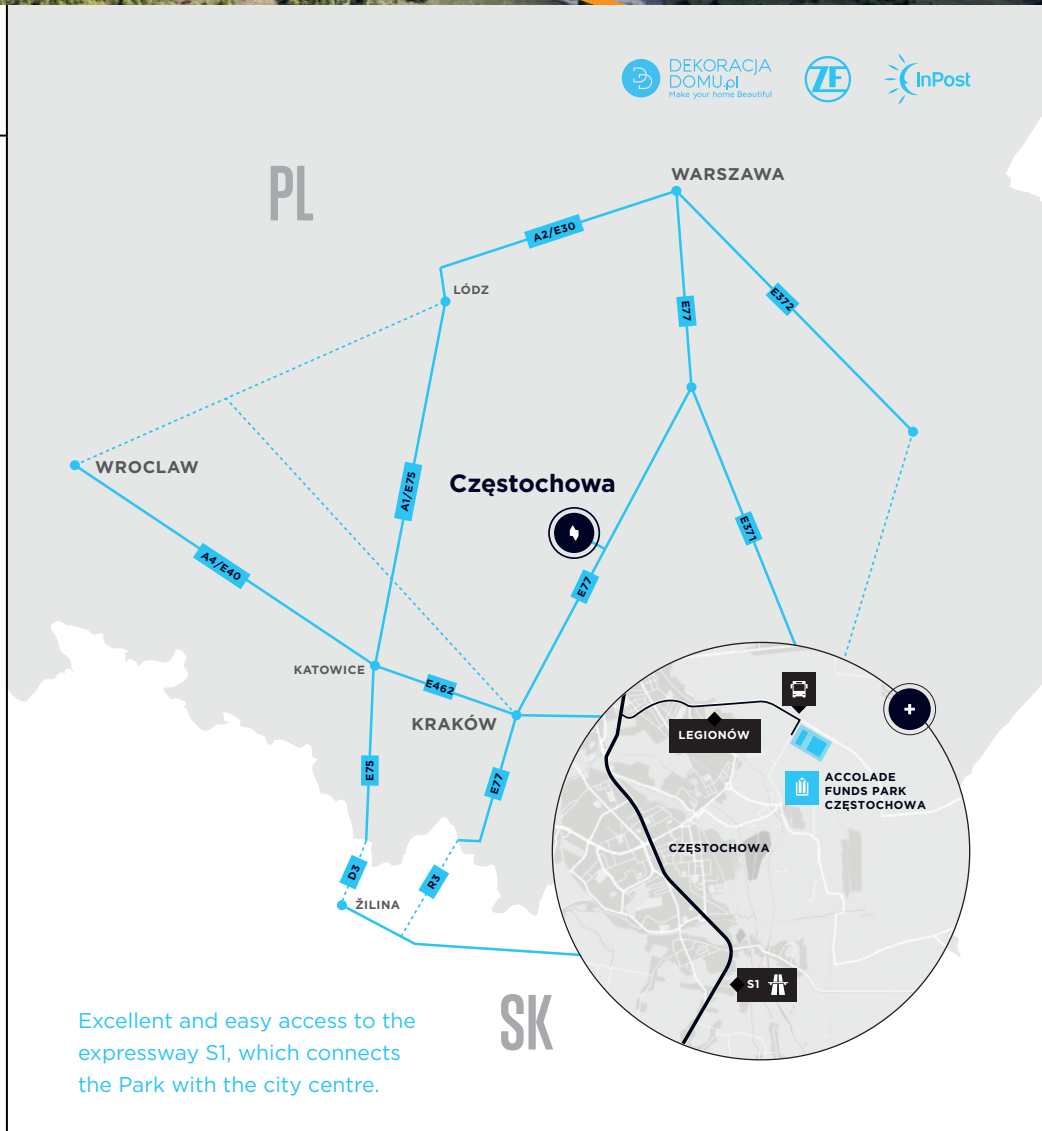 DEKORACJA
DOMU.pl
Make your home Beautiful
ZF
InPost
PL
WARSZAWA
A2/E30
LÓDZ
E77
E372
WROCLAW
A1/E75
Częstochowa
A4/E40
E77
E371
KATOWICE
E462
KRAKÓW
LEGIONÓW
+
ACCOLADE
FUNDS PARK
CZĘSTOCHOWA
E75
E77
CZĘSTOCHOWA
D3
R3
ŽILINA
S1
SK
Excellent and easy access to the
expressway S1, which connects
the Park with the city centre.